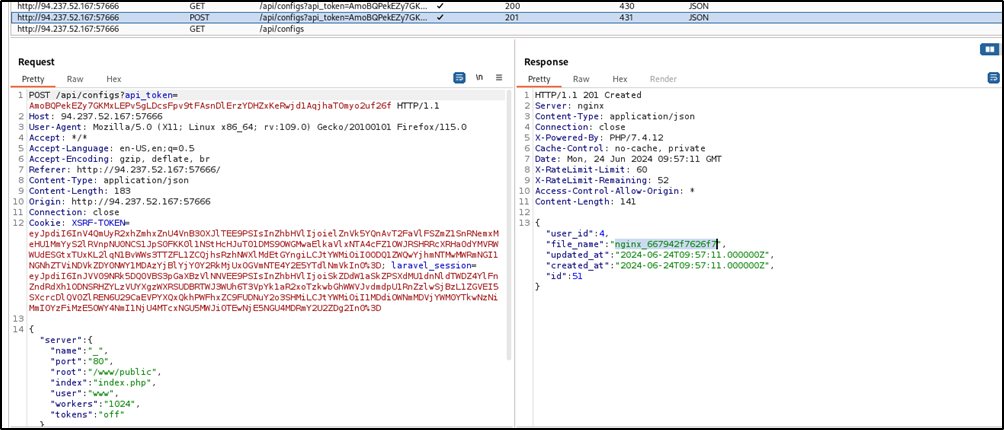 http://94.237.52.167:57666 GET /api/configs?api_token=AmoBQPekEZy7GK... ✓ 200 430 JSON
http://94.237.52.167:57666 POST /api/configs?api_token=AmoBQPekEZy7GK... ✓ 201 431 JSON
http://94.237.52.167:57666 GET /api/configs
Request
Pretty Raw Hex
\n
1 POST /api/configs?api_token=
AmoBQPekEZy7GKMxLEPv5gLDcsFpv9tFAsnDlErzYDHZxKeRwjd1AqjhaTOmyo2uf26f HTTP/1.1
2 Host: 94.237.52.167:57666
3 User-Agent: Mozilla/5.0 (X11; Linux x86_64; rv:109.0) Gecko/20100101 Firefox/115.0
4 Accept: */*
5 Accept-Language: en-US,en;q=0.5
6 Accept-Encoding: gzip, deflate, br
7 Referer: http://94.237.52.167:57666/
8 Content-Type: application/json
9 Content-Length: 183
10 Origin: http://94.237.52.167:57666
11 Connection: close
12 Cookie: XSRF-TOKEN=
laravel_session=
13
14 {
"server":{
"name":"_",
"port":"80",
"root":"/www/public",
"index":"index.php",
"user":"www",
"workers":"1024",
"tokens":"off"
}
Response
Pretty Raw Hex Render
1 HTTP/1.1 201 Created
2 Server: nginx
3 Content-Type: application/json
4 Connection: close
5 X-Powered-By: PHP/7.4.12
6 Cache-Control: no-cache, private
7 Date: Mon, 24 Jun 2024 09:57:11 GMT
8 X-RateLimit-Limit: 60
9 X-RateLimit-Remaining: 52
10 Access-Control-Allow-Origin: *
11 Content-Length: 141
12
13 {
"user_id":4,
"file_name":"nginx_667942f7626f7",
"updated_at":"2024-06-24T09:57:11.000000Z",
"created_at":"2024-06-24T09:57:11.000000Z",
"id":51
}